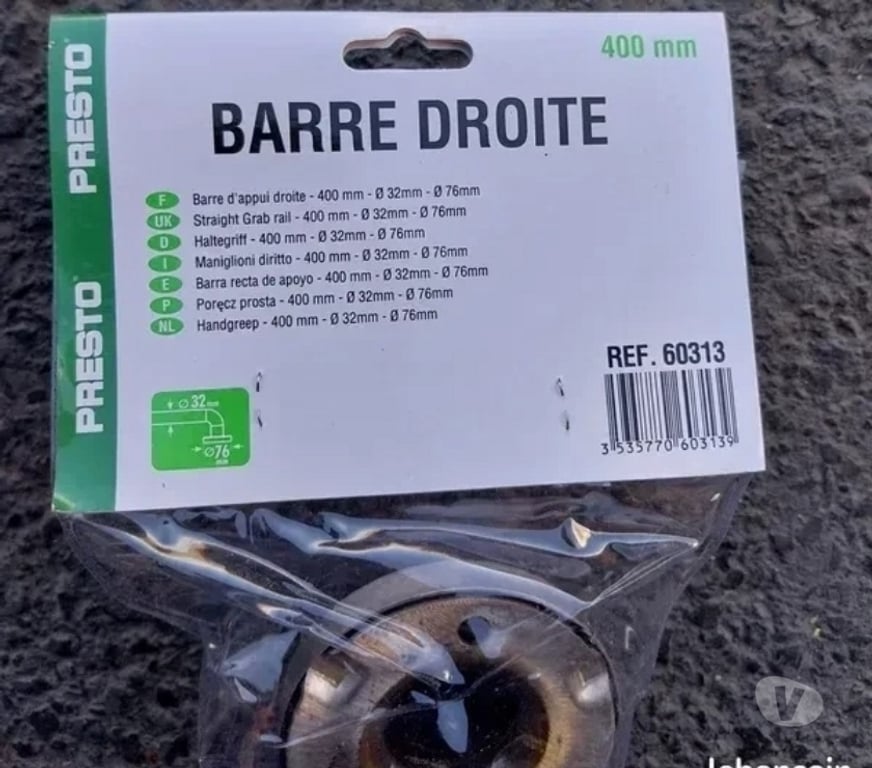 PRESTO
PRESTO
400 mm
BARRE DROITE
F Barre d'appui droite - 400 mm - Ø 32mm - Ø 76mm
UK Straight Grab rail - 400 mm - Ø 32mm - Ø 76mm
D Haltegriff - 400 mm - Ø 32mm - Ø 76mm
I Maniglioni diritto - 400 mm - Ø 32mm - Ø 76mm
E Barra recta de apoyo - 400 mm - Ø 32mm - Ø 76mm
P Poręcz prosta - 400 mm - Ø 32mm - Ø 76mm
NL Handgreep - 400 mm - Ø 32mm - Ø 76mm
REF. 60313
3 535770 603139
Ø 32mm
Ø76
mm
V